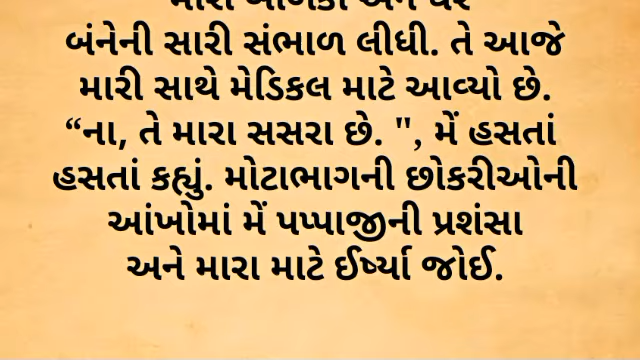 બંનેની સારી સંભાળ લીધી. તે આજે
મારી સાથે મેડિકલ માટે આવ્યો છે.
“ના, તે મારા સસરા છે. ", મેં હસતાં
હસતાં કહ્યું. મોટાભાગની છોકરીઓની
આંખોમાં મેં પપ્પાજીની પ્રશંસા
અને મારા માટે ઈર્ષ્યા જોઈ.